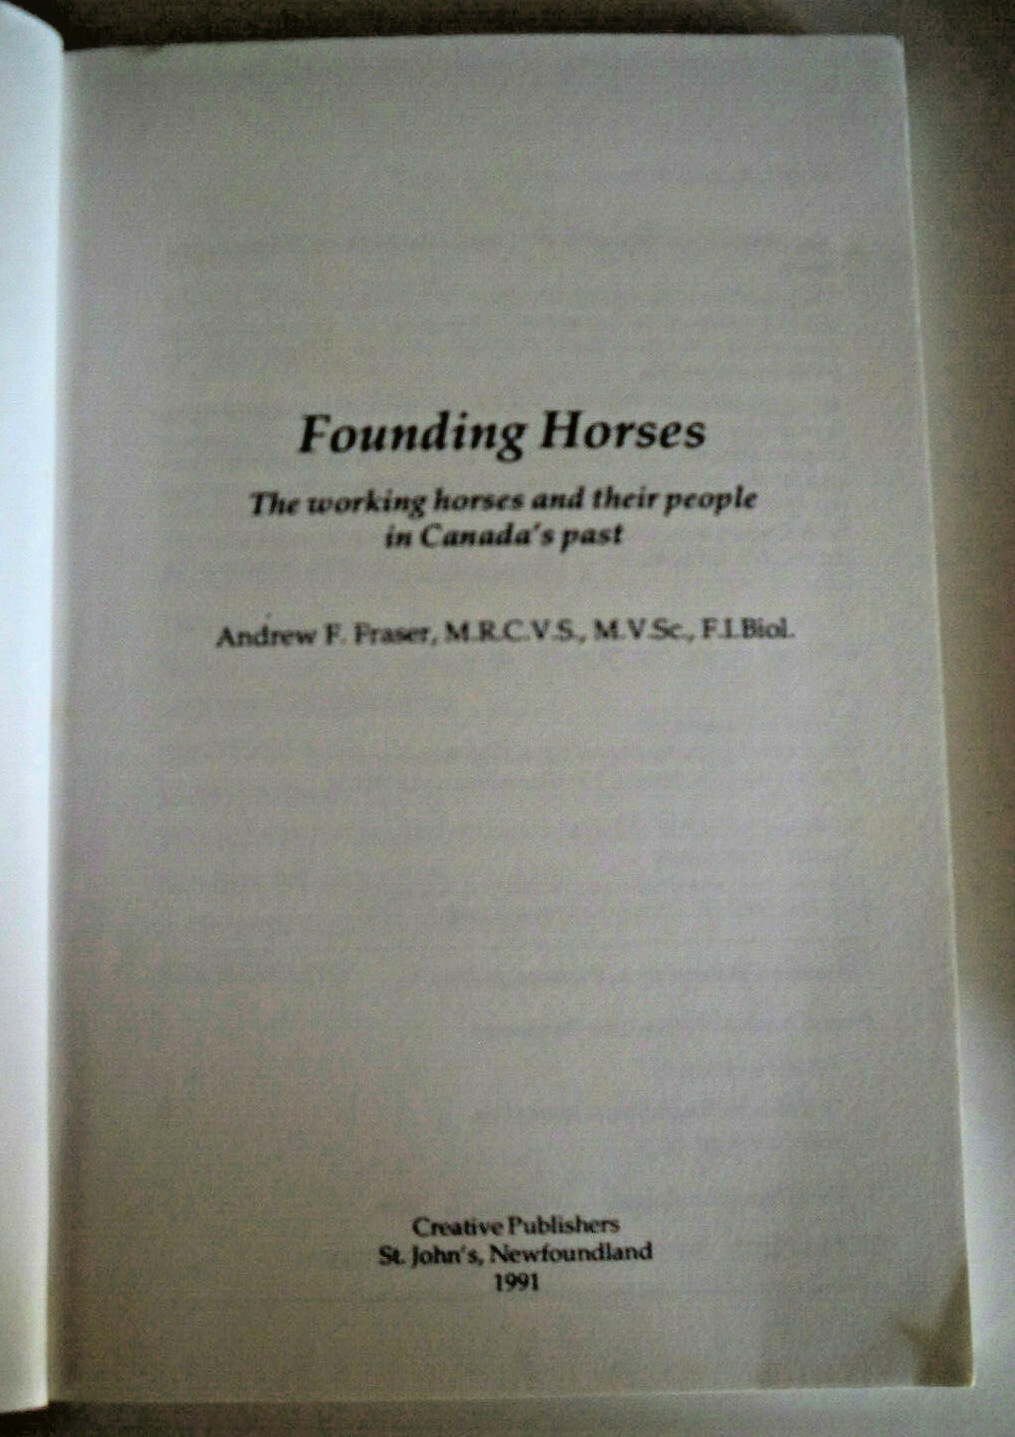 Founding Horses
The working horses and their people
in Canada's past
Andrew F. Fraser, M.R.C.V.S., M.V.Sc., F.I.Biol.
Creative Publishers
St. John's, Newfoundland
1991